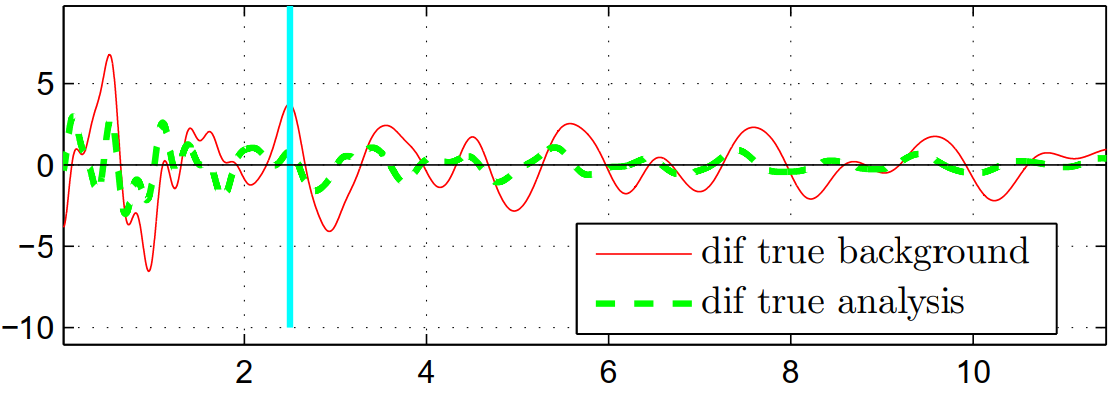 5
0
−5
−10
dif true background
dif true analysis
2 4 6 8 10